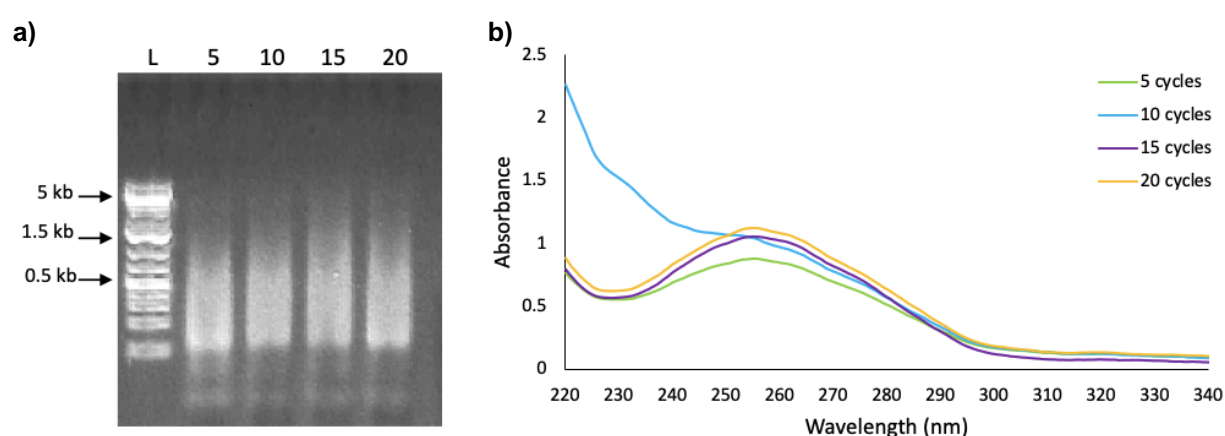 a)
L 5 10 15 20
5 kb
1.5 kb
0.5 kb
b)
2.5
2
1.5
1
0.5
0
Absorbance
220 230 240 250 260 270 280 290 300 310 320 330 340
Wavelength (nm)
5 cycles
10 cycles
15 cycles
20 cycles